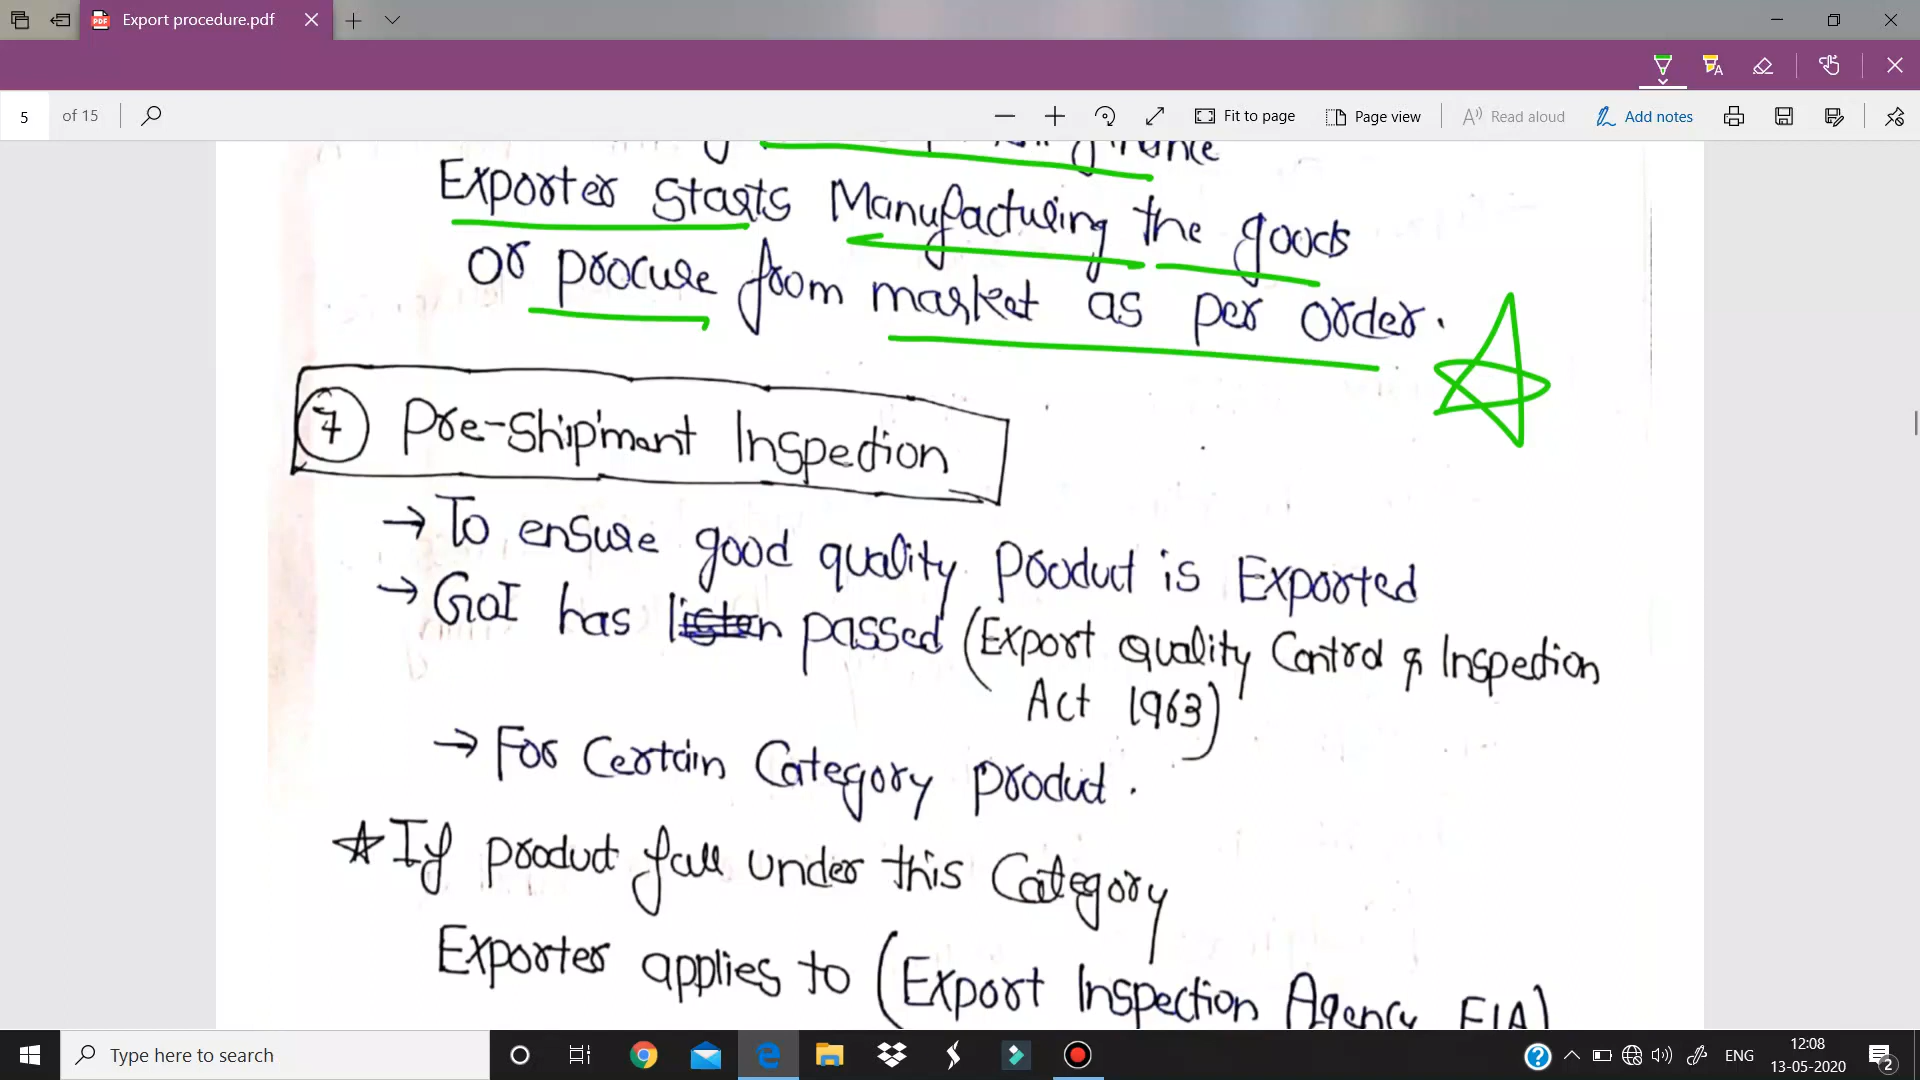 Export procedure.pdf
5 of 15
Fit to page
Page view
Read aloud
Add notes
Exporter Starts Manufacturing the goods
or procure from market as per order.
7 Pre-Shipment Inspection
→ To ensure good quality Product is Exported
→ GoI has passed (Export Quality Control & Inspection
Act 1963)
→ For Certain Category product.
☆ If product fall under this Category
Exporter applies to (Export Inspection Agency EIA)
Type here to search
ENG
12:08
13-05-2020
2